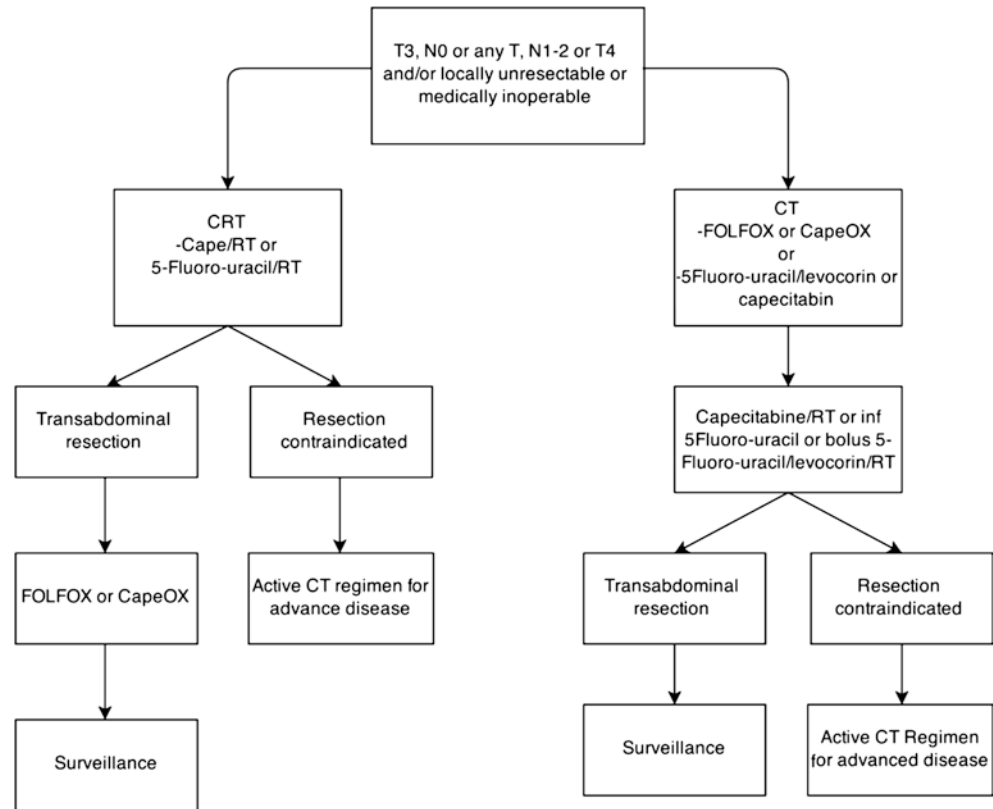 T3, N0 or any T, N1-2 or T4
and/or locally unresectable or
medically inoperable
CRT
-Cape/RT or
5-Fluoro-uracil/RT
CT
-FOLFOX or CapeOX
or
-5Fluoro-uracil/levocorin or
capecitabin
Transabdominal
resection
Resection
contraindicated
Capecitabine/RT or inf
5Fluoro-uracil or bolus 5-
Fluoro-uracil/levocorin/RT
FOLFOX or CapeOX
Active CT regimen for
advance disease
Transabdominal
resection
Resection
contraindicated
Surveillance
Surveillance
Active CT Regimen
for advanced disease